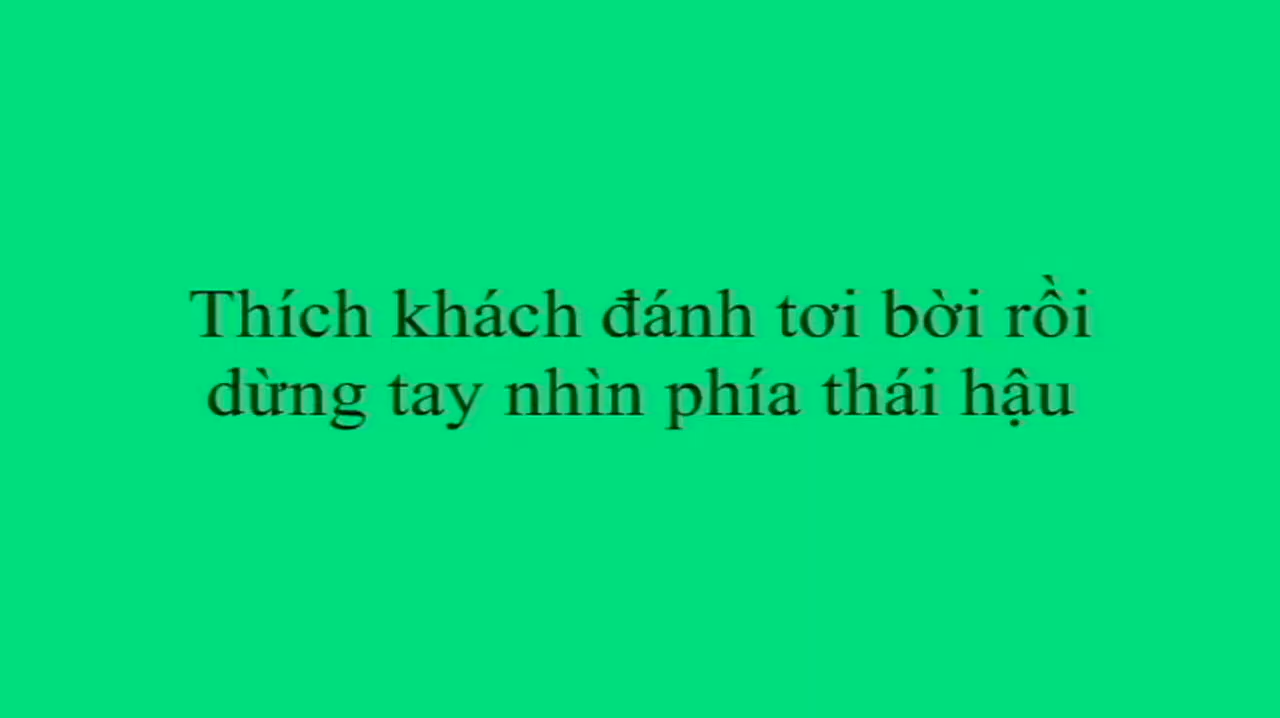 Thích khách đánh tơi bời rồi
dừng tay nhìn phía thái hậu